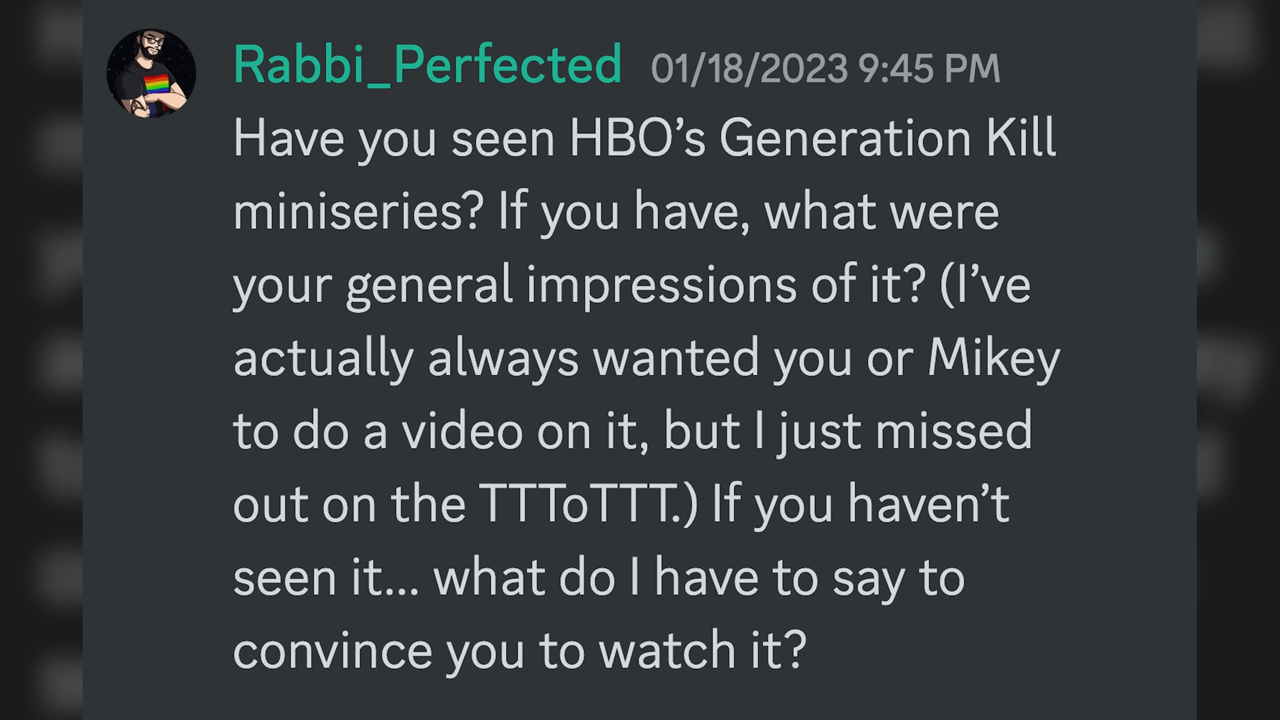 Rabbi_Perfected 01/18/2023 9:45 PM
Have you seen HBO’s Generation Kill
miniseries? If you have, what were
your general impressions of it? (I’ve
actually always wanted you or Mikey
to do a video on it, but I just missed
out on the TTToTTT.) If you haven’t
seen it... what do I have to say to
convince you to watch it?